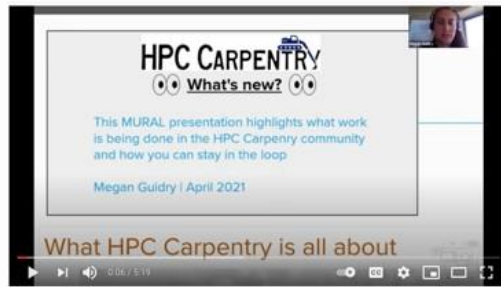 HPC CARPENTRY
What's new?
This MURAL presentation highlights what work
is being done in the HPC Carpenry community
and how you can stay in the loop
Megan Guidry | April 2021
What HPC Carpentry is all about
0:06 / 5:19
CC